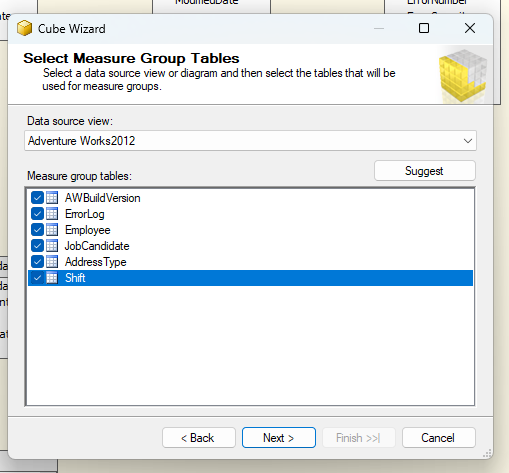 ModifiedDate
ErrorNumber
Cube Wizard
Select Measure Group Tables
Select a data source view or diagram and then select the tables that will be
used for measure groups.
Data source view:
Adventure Works2012
Suggest
Measure group tables:
AWBuildVersion
ErrorLog
Employee
JobCandidate
AddressType
Shift
< Back
Next >
Finish >>|
Cancel